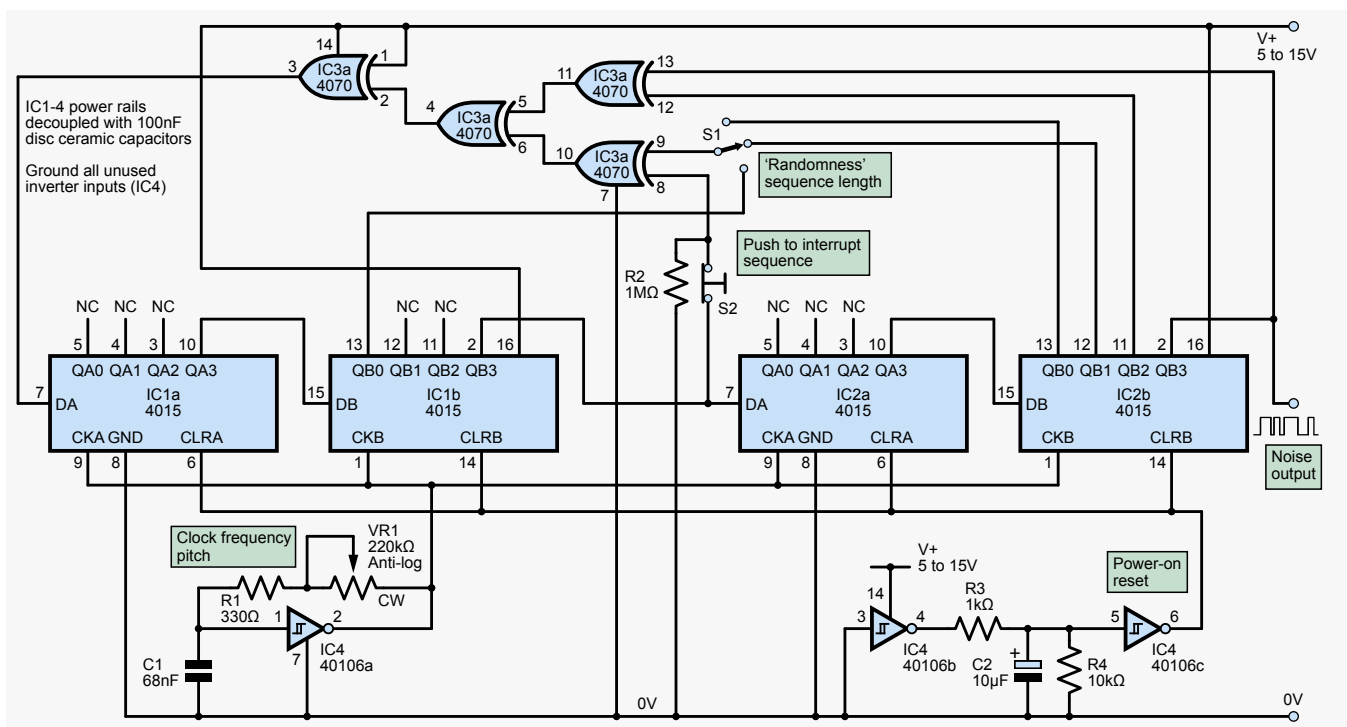 V+
5 to 15V
14
3
IC3a
4070
1
2
4
IC3a
4070
5
6
11
IC3a
4070
13
12
10
IC3a
4070
9
8
7
S1
'Randomness'
sequence length
IC1-4 power rails
decoupled with 100nF
disc ceramic capacitors
Ground all unused
inverter inputs (IC4)
Push to interrupt
sequence
R2
1MΩ
S2
NC
NC
NC
5
4
3
10
QA0
QA1
QA2
QA3
7
DA
IC1a
4015
CKA
GND
CLRA
9
8
6
NC
NC
13
12
11
2
16
QB0
QB1
QB2
QB3
15
DB
IC1b
4015
CKB
CLRB
1
14
NC
NC
NC
5
4
3
10
QA0
QA1
QA2
QA3
7
DA
IC2a
4015
CKA
GND
CLRA
9
8
6
13
12
11
2
16
QB0
QB1
QB2
QB3
15
DB
IC2b
4015
CKB
CLRB
1
14
Noise
output
Clock frequency
pitch
VR1
220kΩ
Anti-log
CW
R1
330Ω
1
2
7
IC4
40106a
C1
68nF
0V
V+
5 to 15V
14
3
4
IC4
40106b
R3
1kΩ
+
C2
10µF
R4
10kΩ
Power-on
reset
5
6
IC4
40106c
0V